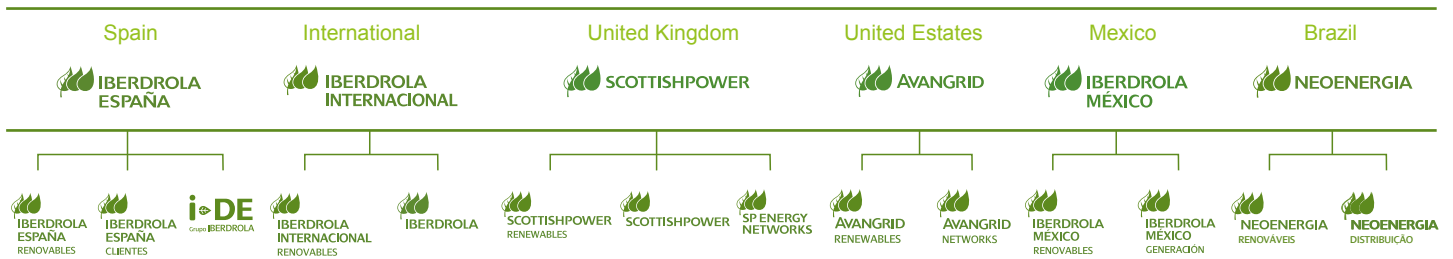 Spain
International
United Kingdom
United Estates
Mexico
Brazil
IBERDROLA
ESPAÑA
IBERDROLA
INTERNACIONAL
SCOTTISHPOWER
AVANGRID
IBERDROLA
MÉXICO
NEOENERGIA
IBERDROLA
ESPAÑA
RENOVABLES
IBERDROLA
ESPAÑA
CLIENTES
i DE
Grupo IBERDROLA
IBERDROLA
INTERNACIONAL
RENOVABLES
IBERDROLA
SCOTTISHPOWER
RENEWABLES
SCOTTISHPOWER
SP ENERGY
NETWORKS
AVANGRID
RENEWABLES
AVANGRID
NETWORKS
IBERDROLA
MÉXICO
RENOVABLES
IBERDROLA
MÉXICO
GENERACIÓN
NEOENERGIA
RENOVÁVEIS
NEOENERGIA
DISTRIBUIÇÃO